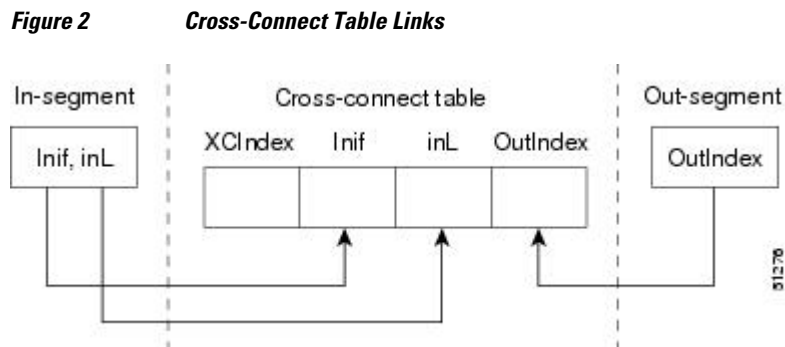 Figure 2 Cross-Connect Table Links
In-segment Cross-connect table Out-segment
XCIndex Inif inL OutIndex
Inif, inL OutIndex
51276